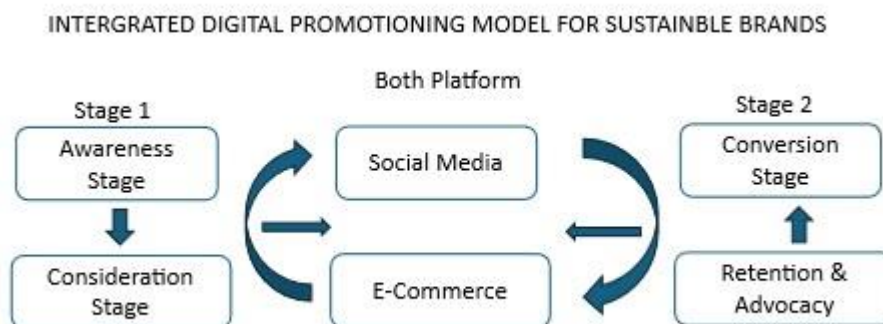 INTERGRATED DIGITAL PROMOTIONING MODEL FOR SUSTAINBLE BRANDS
Both Platform
Stage 1
Stage 2
Awareness
Stage
Social Media
Conversion
Stage
Consideration
Stage
E-Commerce
Retention &
Advocacy